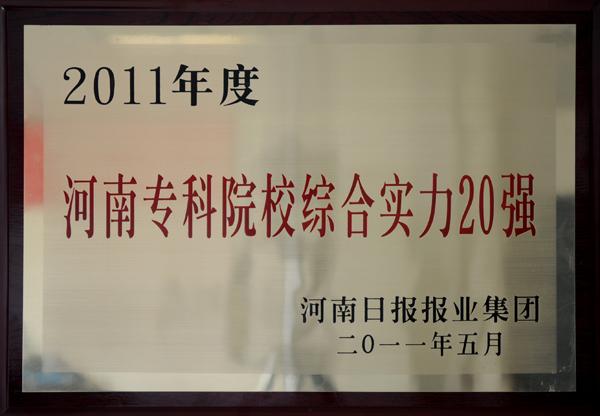 2011年度
河南专科院校综合实力20强
河南日报报业集团
二〇一一年五月